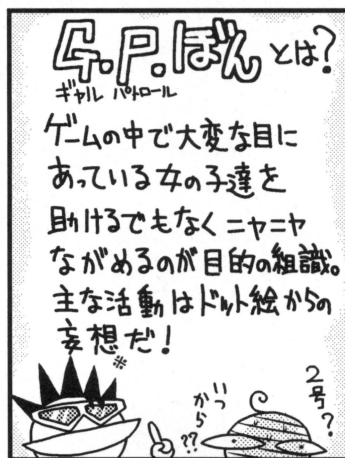 G.P.ぼんとは?
ギャル パトロール
ゲームの中で大変な目に
あっている女の子達を
助けるでもなくニヤニヤ
ながめるのが目的の組識。
主な活動はドット絵からの
妄想だ!
2号?
いつ
から
??